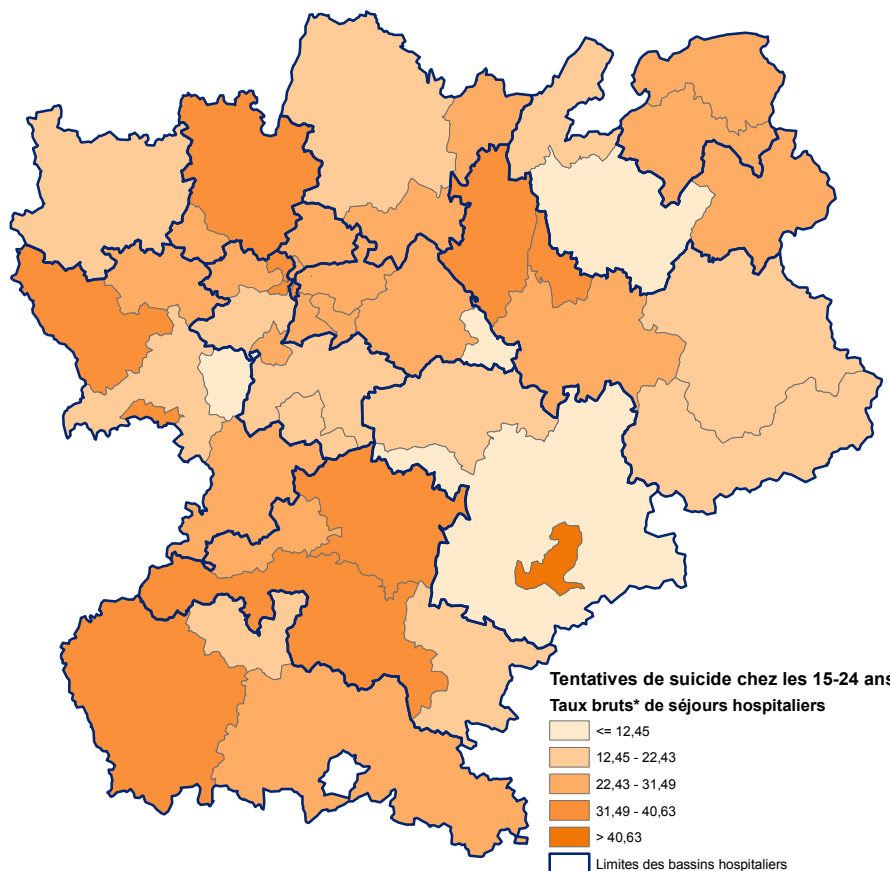 Tentatives de suicide chez les 15-24 ans
Taux bruts* de séjours hospitaliers
<= 12,45
12,45 - 22,43
22,43 - 31,49
31,49 - 40,63
> 40,63
Limites des bassins hospitaliers